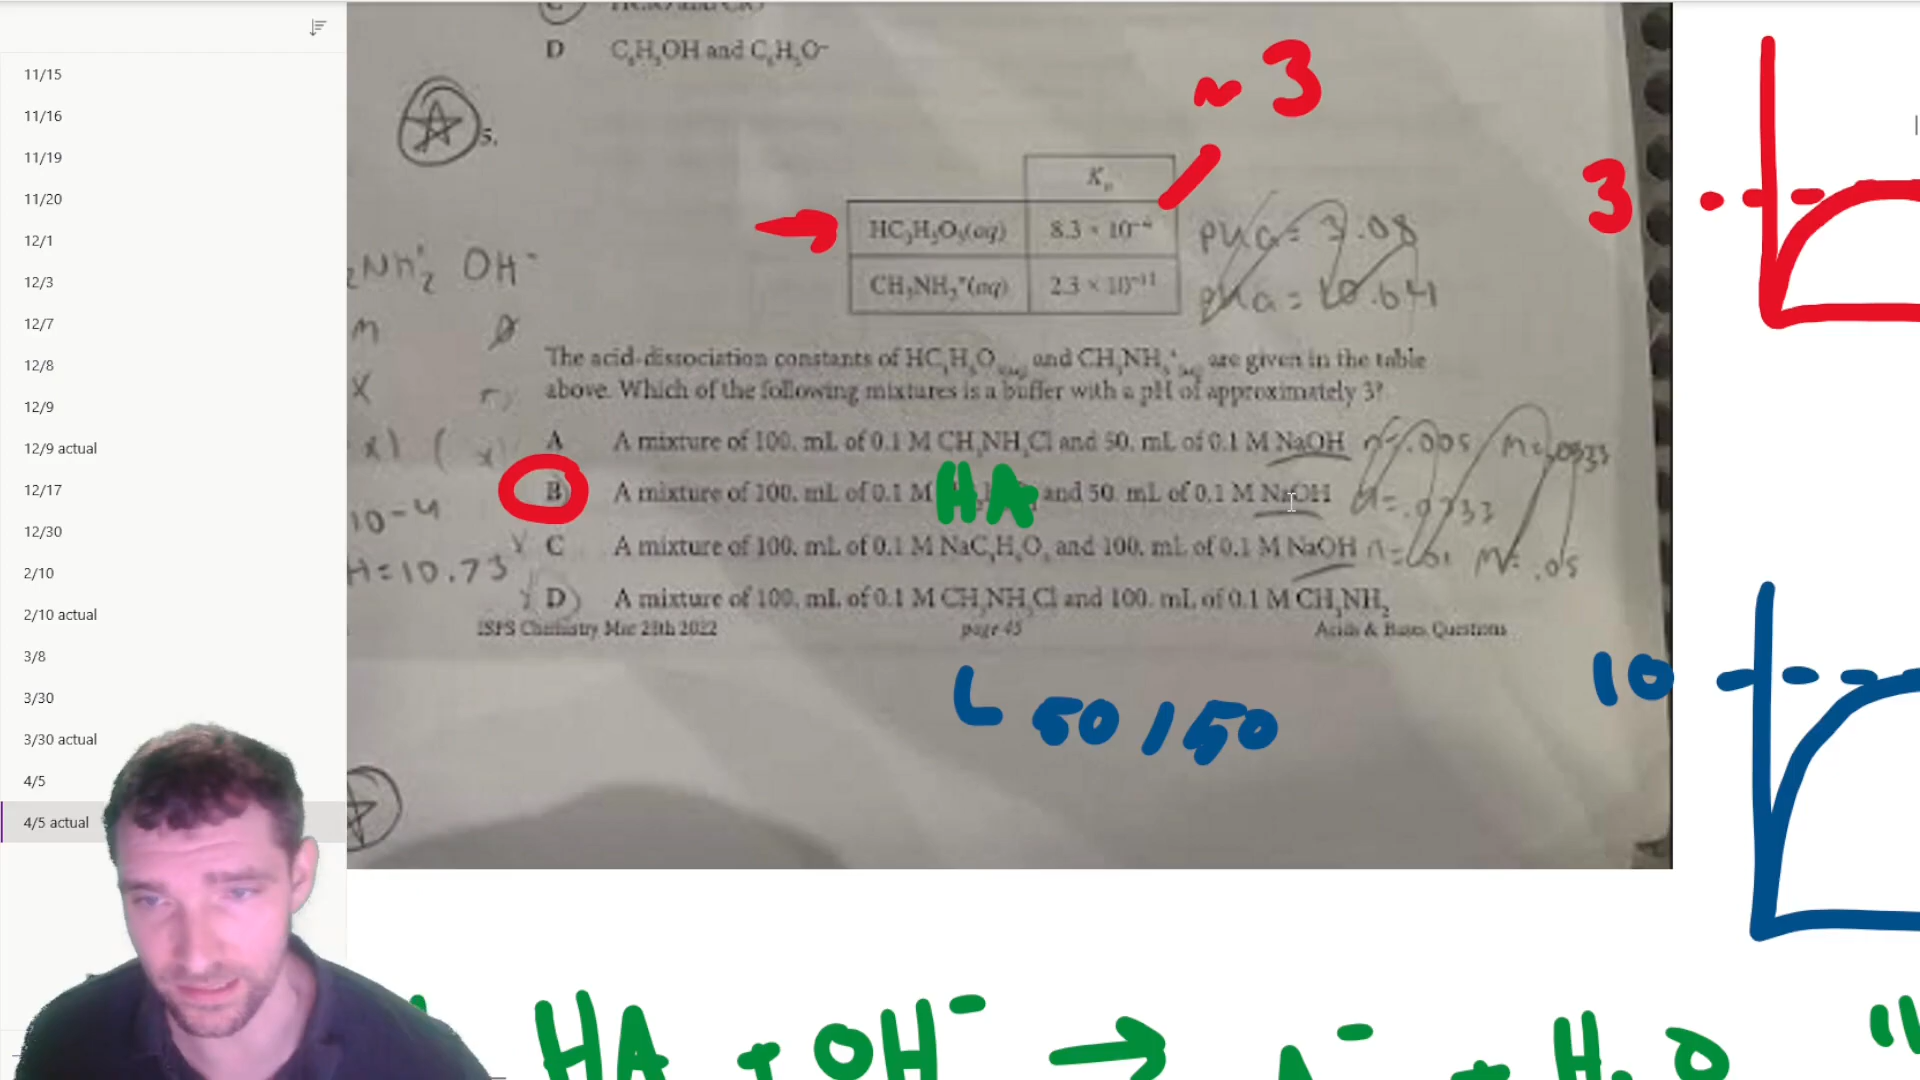 11/15
11/16
11/19
11/20
12/1
12/3
12/7
12/8
12/9
12/9 actual
12/17
12/30
2/10
2/10 actual
3/8
3/30
3/30 actual
4/5
4/5 actual
D C₆H₅OH and C₆H₅O⁻
~ 3
5.
Kₐ
HC₃H₅O₃(aq) 8.3 × 10⁻⁴ pKa = 3.08
CH₃NH₃⁺(aq) 2.3 × 10⁻¹¹ pKa = 10.641
OH⁻
The acid-dissociation constants of HC₃H₅O₃(aq) and CH₃NH₃⁺(aq) are given in the table
above. Which of the following mixtures is a buffer with a pH of approximately 3?
A A mixture of 100. mL of 0.1 M CH₃NH₃Cl and 50. mL of 0.1 M NaOH n=.005
B A mixture of 100. mL of 0.1 M HA and 50. mL of 0.1 M NaOH
C A mixture of 100. mL of 0.1 M NaC₃H₅O₃ and 100. mL of 0.1 M NaOH
D A mixture of 100. mL of 0.1 M CH₃NH₃Cl and 100. mL of 0.1 M CH₃NH₂
10-4
H=10.73
ISPS Chemistry Mar 28th 2022 page 45 Acids & Bases Questions
50/50
3
10
HA + OH⁻ → A⁻ + H₂O